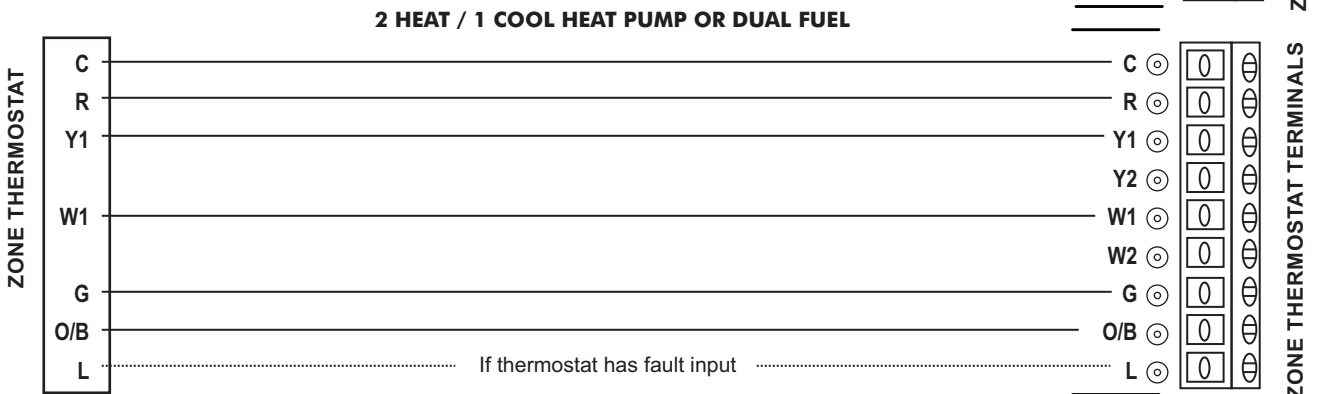 2 HEAT / 1 COOL HEAT PUMP OR DUAL FUEL
ZONE THERMOSTAT
C
R
Y1
W1
G
O/B
L
If thermostat has fault input
C
R
Y1
Y2
W1
W2
G
O/B
L
ZONE THERMOSTAT TERMINALS
Z